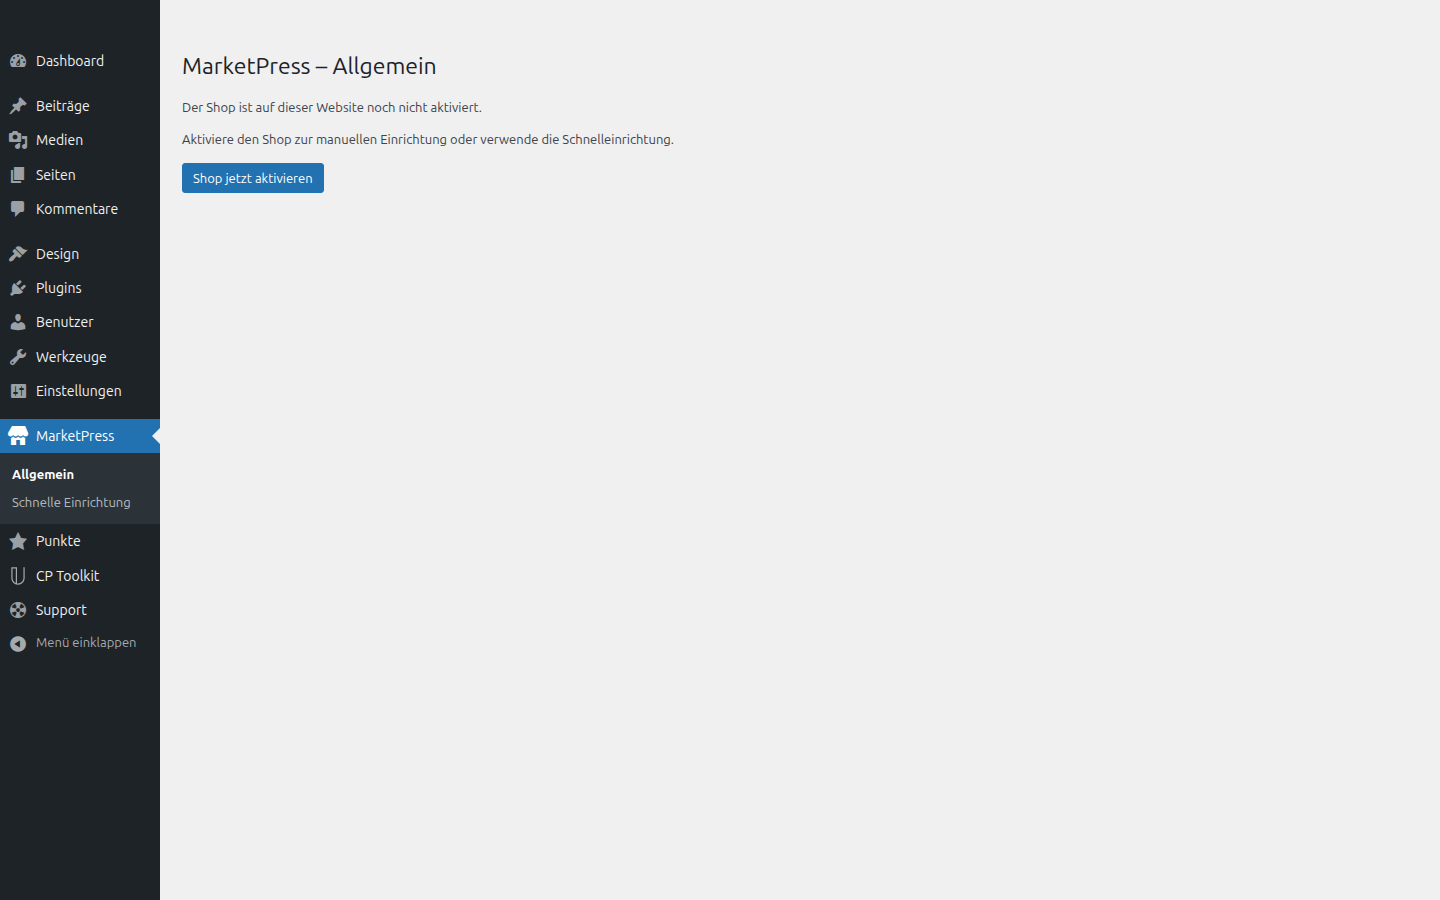 Dashboard
Beiträge
Medien
Seiten
Kommentare
Design
Plugins
Benutzer
Werkzeuge
Einstellungen
MarketPress
Allgemein
Schnelle Einrichtung
Punkte
CP Toolkit
Support
Menü einklappen
MarketPress – Allgemein
Der Shop ist auf dieser Website noch nicht aktiviert.
Aktiviere den Shop zur manuellen Einrichtung oder verwende die Schnelleinrichtung.
Shop jetzt aktivieren